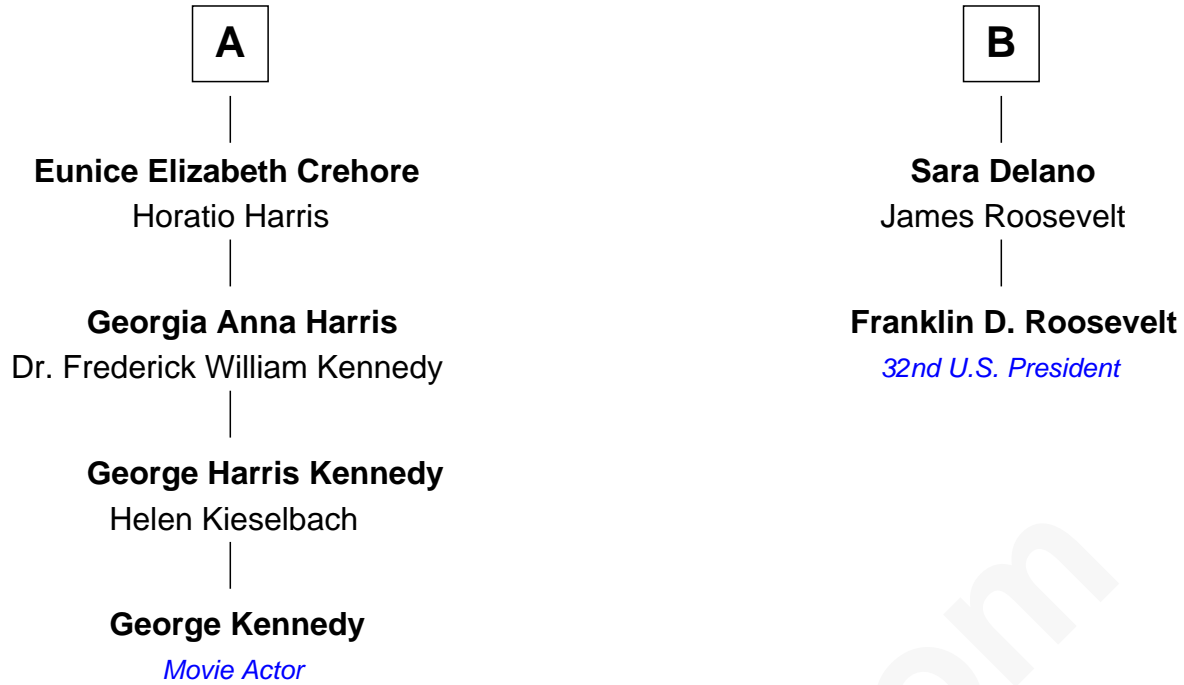 A
Eunice Elizabeth Crehore
Horatio Harris
Georgia Anna Harris
Dr. Frederick William Kennedy
George Harris Kennedy
Helen Kieselbach
George Kennedy
Movie Actor
B
Sara Delano
James Roosevelt
Franklin D. Roosevelt
32nd U.S. President
om